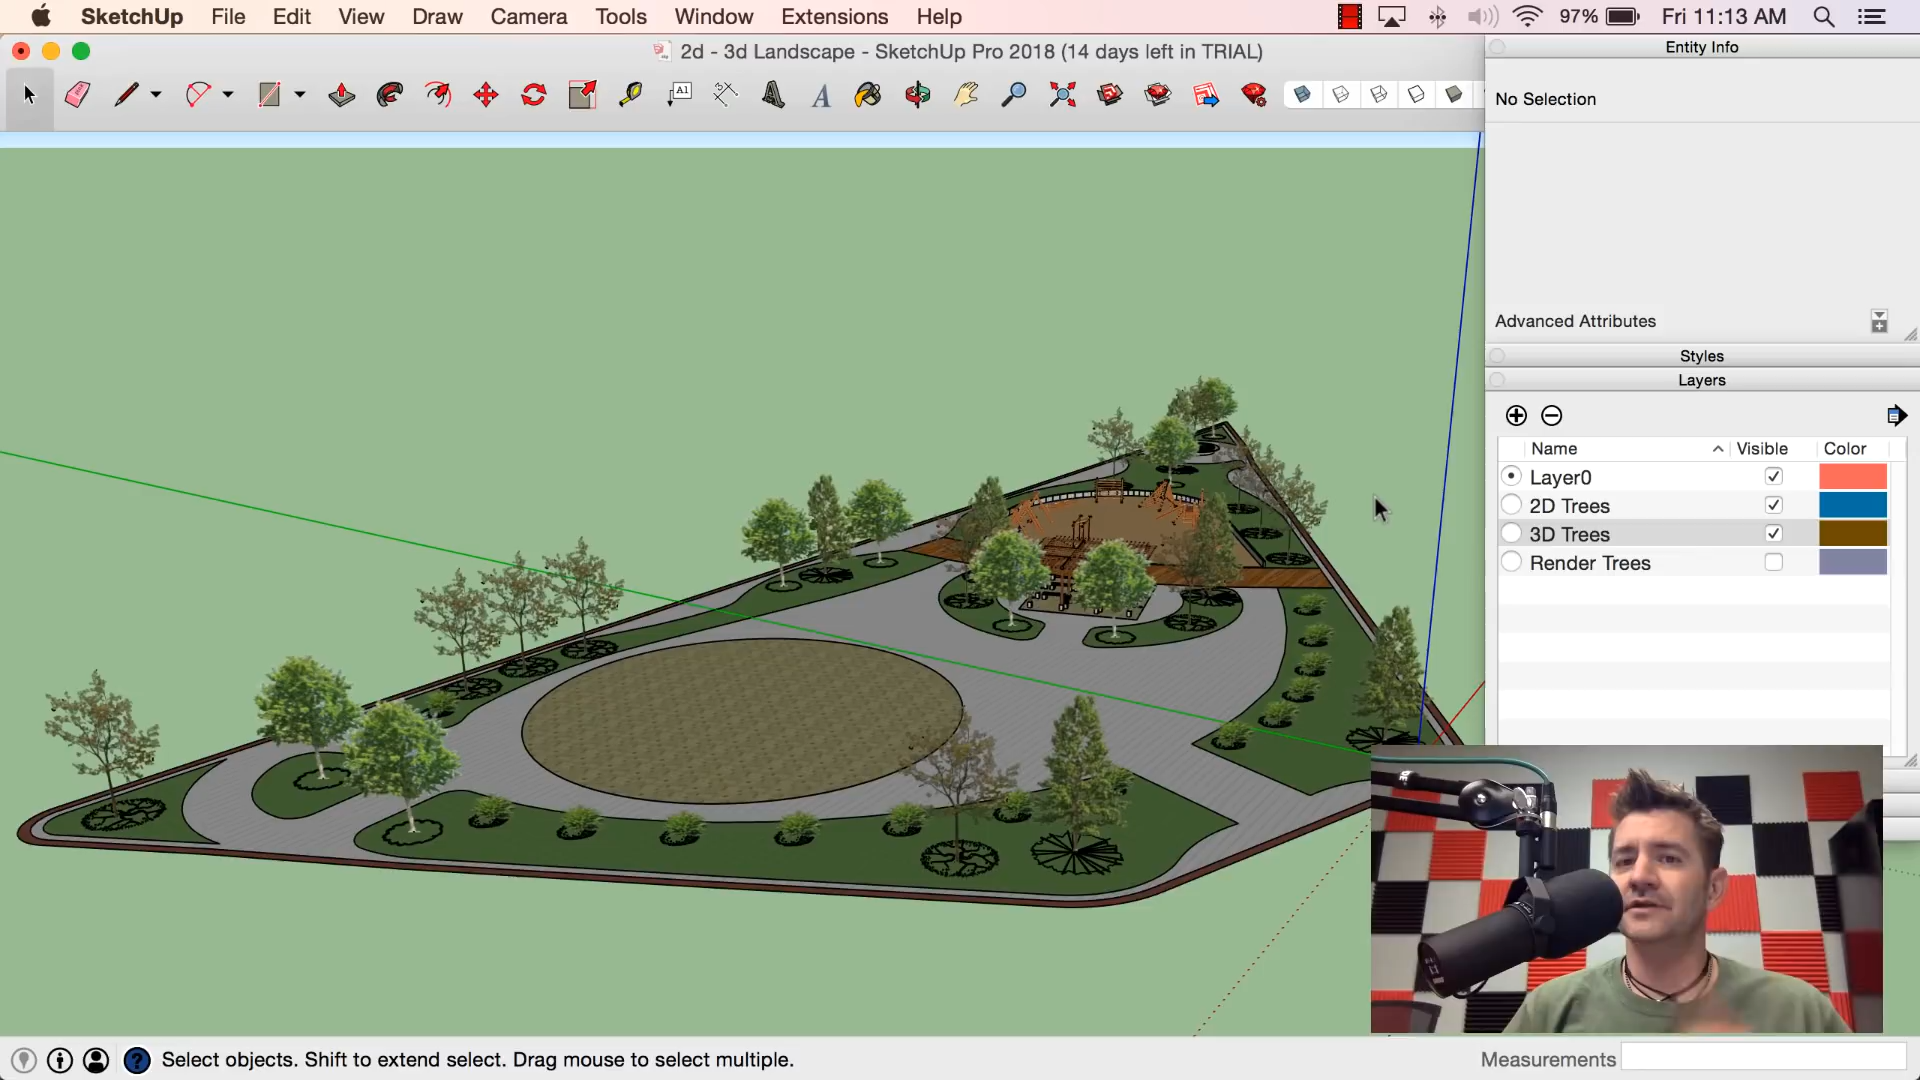 SketchUp File Edit View Draw Camera Tools Window Extensions Help 97% Fri 11:13 AM
2d - 3d Landscape - SketchUp Pro 2018 (14 days left in TRIAL)
Entity Info
A1
A
No Selection
Advanced Attributes
Styles
Layers
Name Visible Color
Layer0
2D Trees
3D Trees
Render Trees
Select objects. Shift to extend select. Drag mouse to select multiple.
Measurements